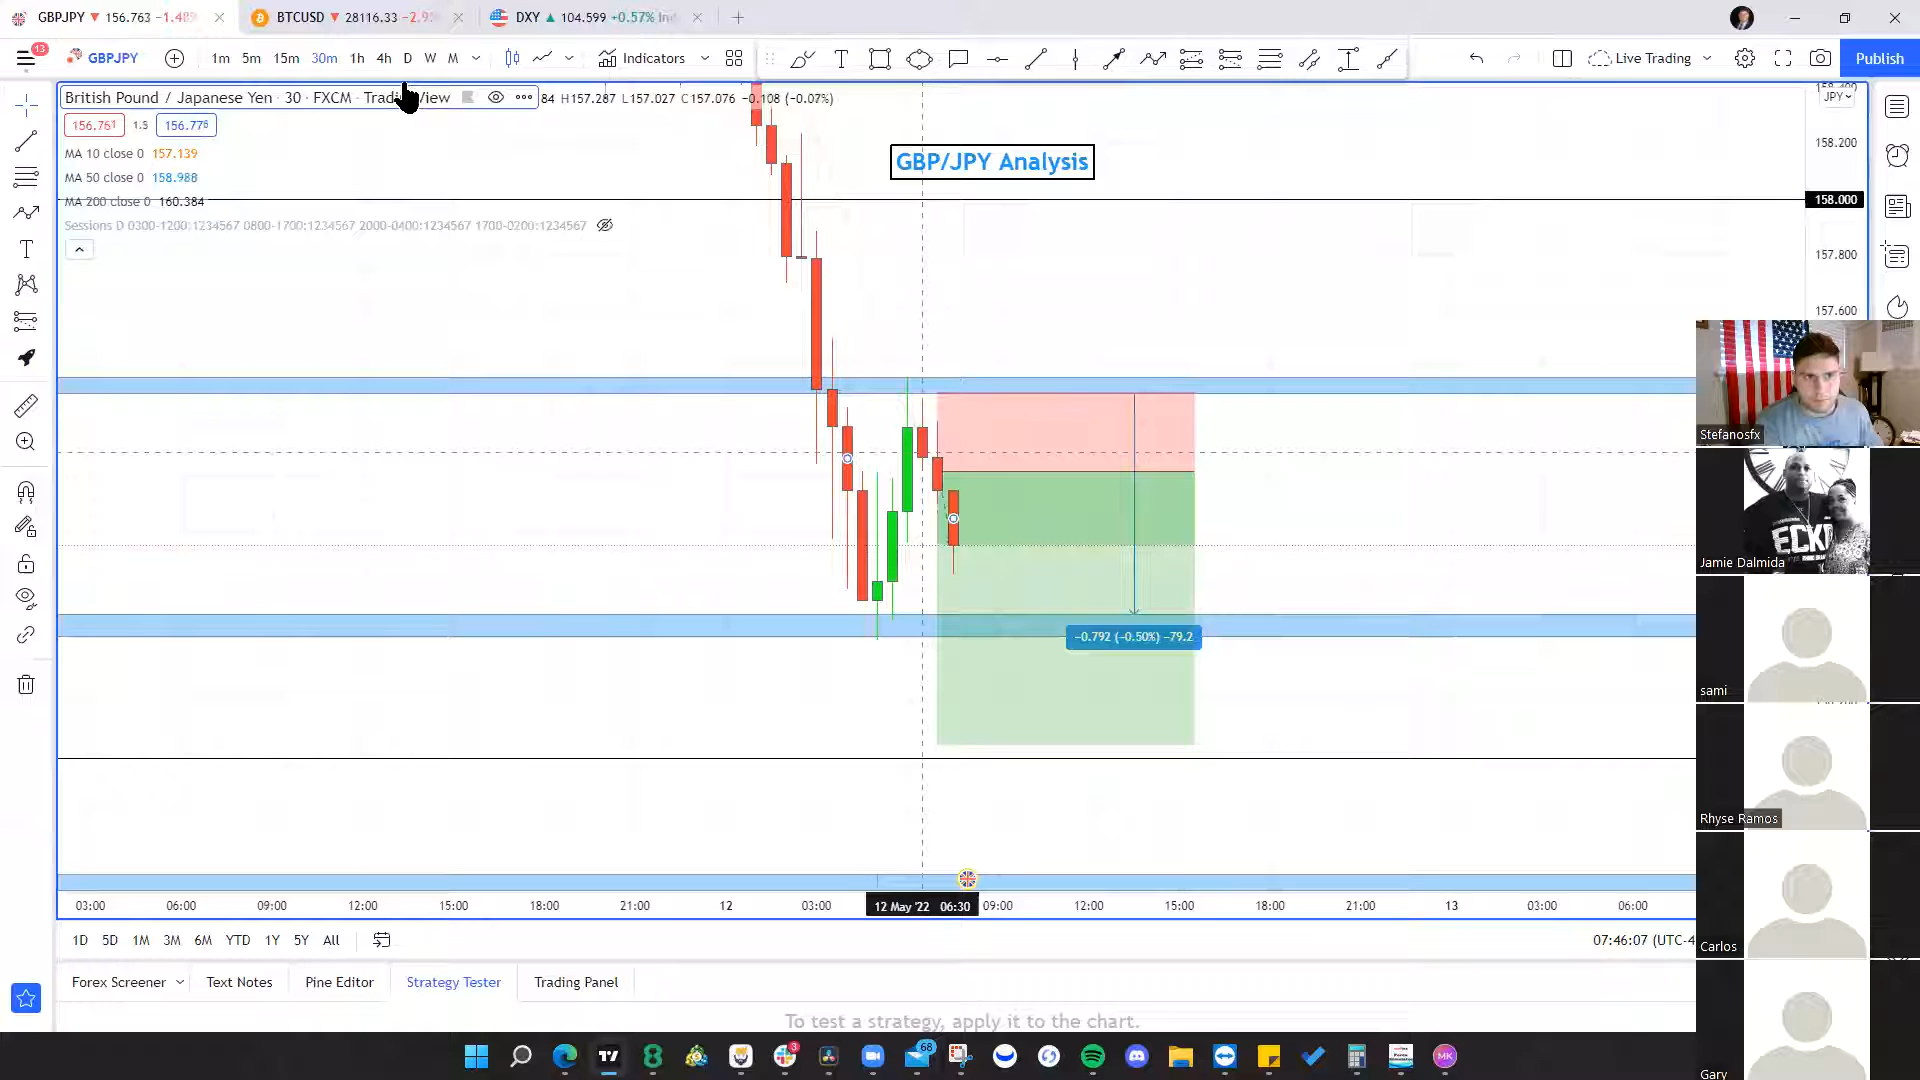 GBPJPY ▼ 156.763 −1.48%
BTCUSD ▼ 28116.33 −2.9
DXY ▲ 104.599 +0.57%
13
GBPJPY
1m 5m 15m 30m 1h 4h D W M
Indicators
Live Trading
Publish
British Pound / Japanese Yen · 30 · FXCM
84 H157.287 L157.027 C157.076 −0.108 (−0.07%)
JPY
156.761 1.5 156.776
MA 10 close 0 157.139
MA 50 close 0 158.988
MA 200 close 0 160.384
Sessions D 0300-1200:1234567 0800-1700:1234567 2000-0400:1234567 1700-0200:1234567
GBP/JPY Analysis
158.200
158.000
157.800
157.600
Stefanosfx
ECK
Jamie Dalmida
sami
Rhyse Ramos
Carlos
Gary
−0.792 (−0.50%) −79.2
03:00 06:00 09:00 12:00 15:00 18:00 21:00 12 03:00 12 May '22 06:30 09:00 12:00 15:00 18:00 21:00 13 03:00 06:00
1D 5D 1M 3M 6M YTD 1Y 5Y All
07:46:07 (UTC-4
Forex Screener Text Notes Pine Editor Strategy Tester Trading Panel
To test a strategy, apply it to the chart.
3
68
MK